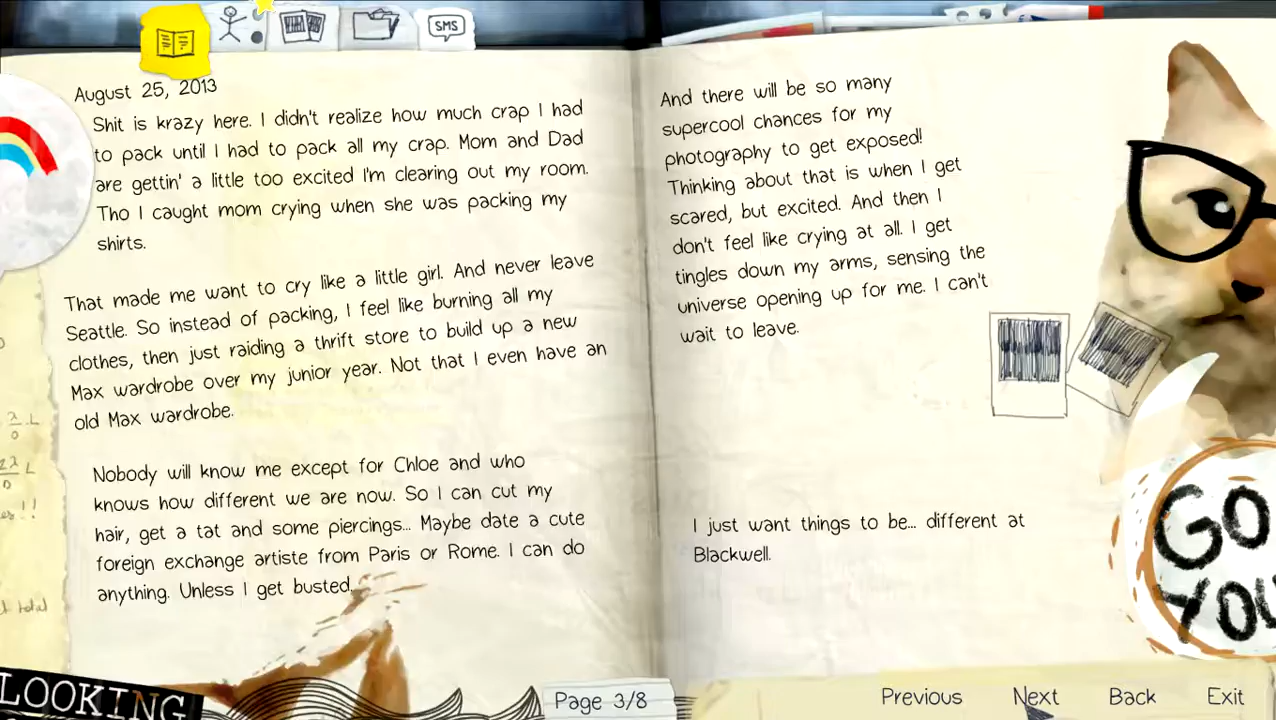 SMS
August 25, 2013
Shit is krazy here. I didn't realize how much crap I had
to pack until I had to pack all my crap. Mom and Dad
are gettin' a little too excited I'm clearing out my room.
Tho I caught mom crying when she was packing my
shirts.
That made me want to cry like a little girl. And never leave
Seattle. So instead of packing, I feel like burning all my
clothes, then just raiding a thrift store to build up a new
Max wardrobe over my junior year. Not that I even have an
old Max wardrobe.
Nobody will know me except for Chloe and who
knows how different we are now. So I can cut my
hair, get a tat and some piercings... Maybe date a cute
foreign exchange artiste from Paris or Rome. I can do
anything. Unless I get busted.
And there will be so many
supercool chances for my
photography to get exposed!
Thinking about that is when I get
scared, but excited. And then I
don't feel like crying at all. I get
tingles down my arms, sensing the
universe opening up for me. I can't
wait to leave.
I just want things to be... different at
Blackwell.
GO
YOU
LOOKING
Page 3/8
Previous Next Back Exit